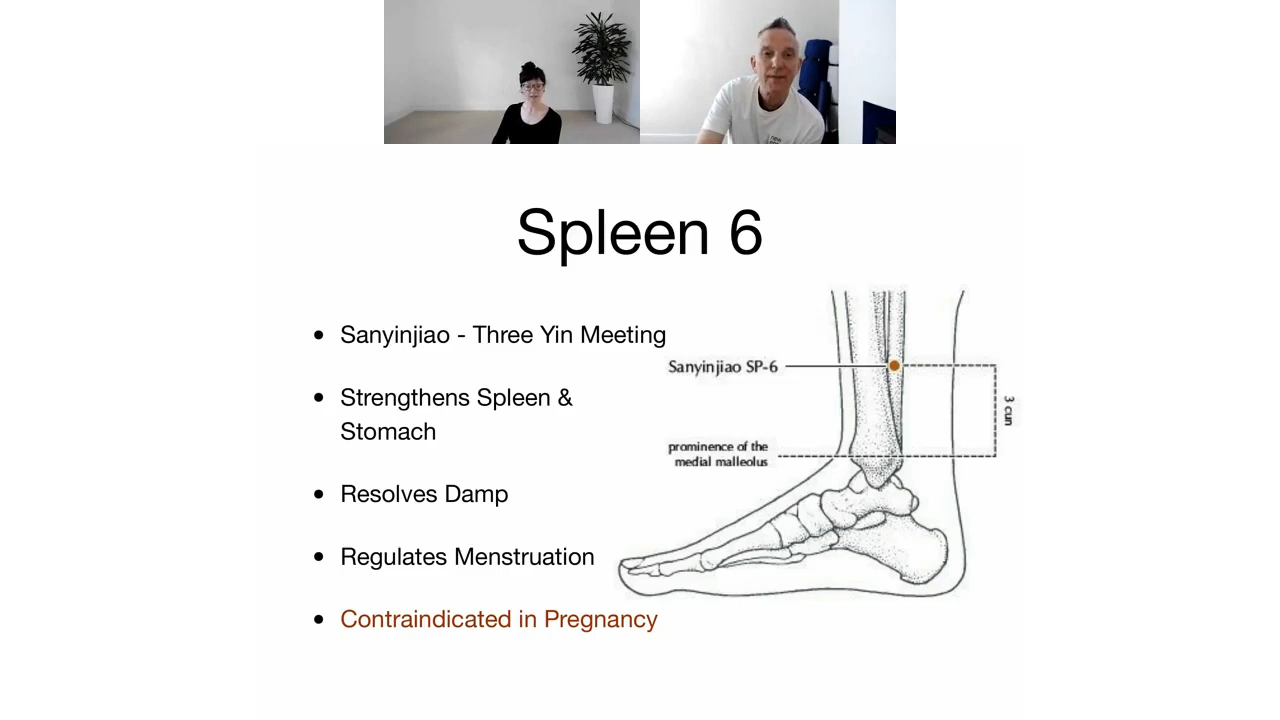 Spleen 6
• Sanyinjiao - Three Yin Meeting
• Strengthens Spleen &
Stomach
• Resolves Damp
• Regulates Menstruation
• Contraindicated in Pregnancy
Sanyinjiao SP-6
3 cun
prominence of the
medial malleolus